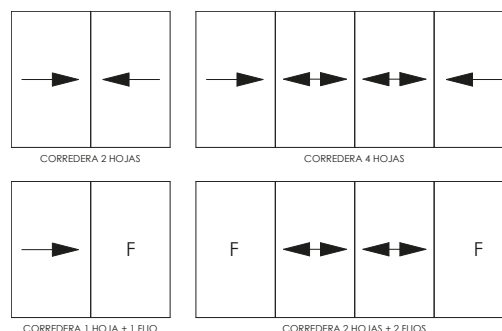 CORREDERA 2 HOJAS
CORREDERA 4 HOJAS
F
F
F
CORREDERA 1 HOJA + 1 FIJO
CORREDERA 2 HOJAS + 2 FIJOS